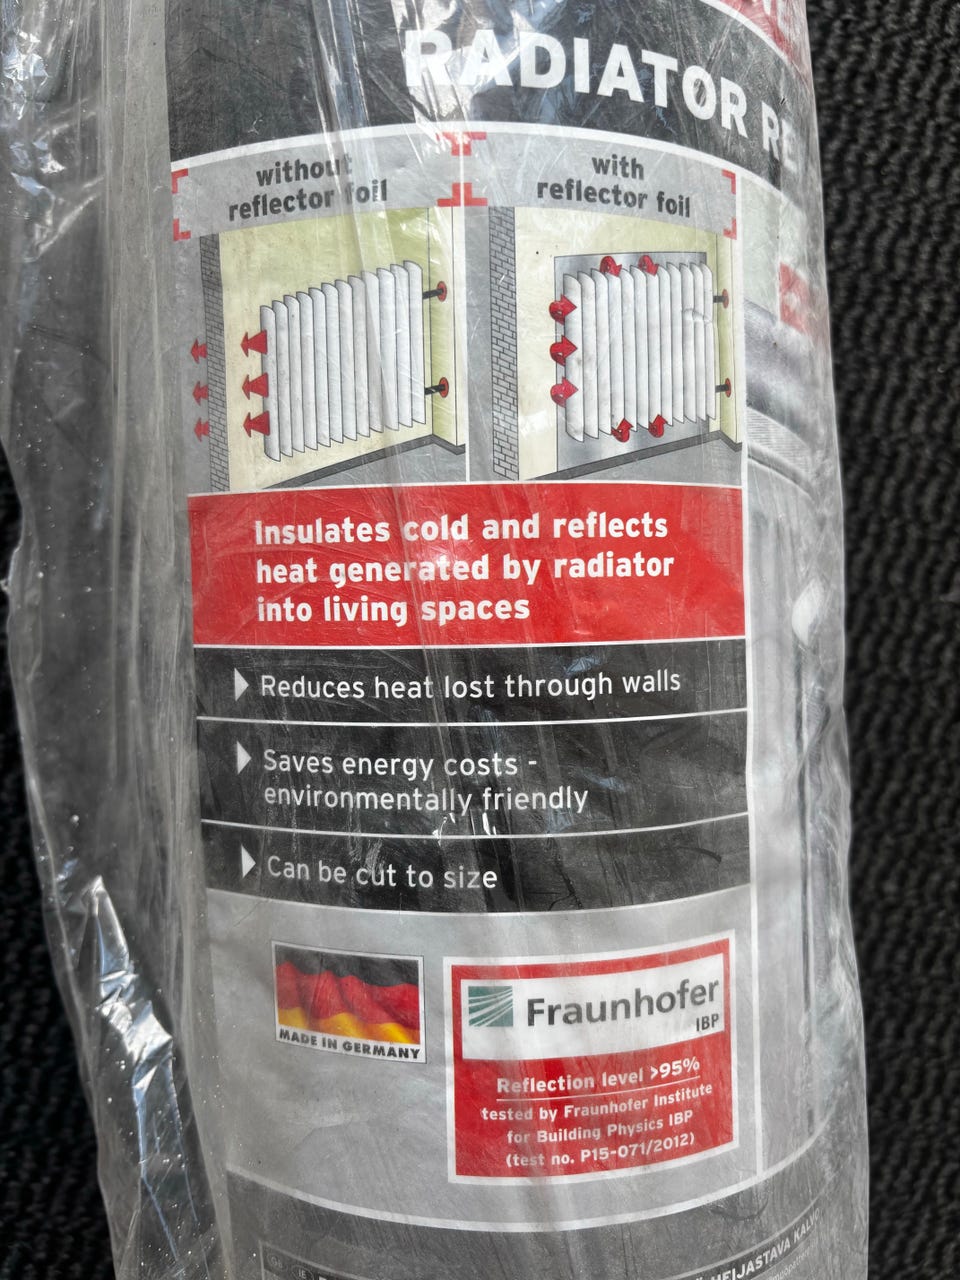 RADIATOR RE
without
reflector foil
with
reflector foil
Insulates cold and reflects
heat generated by radiator
into living spaces
Reduces heat lost through walls
Saves energy costs -
environmentally friendly
Can be cut to size
MADE IN GERMANY
Fraunhofer
IBP
Reflection level >95%
tested by Fraunhofer Institute
for Building Physics IBP
(test no. P15-071/2012)
HEIJASTAVA KALVO